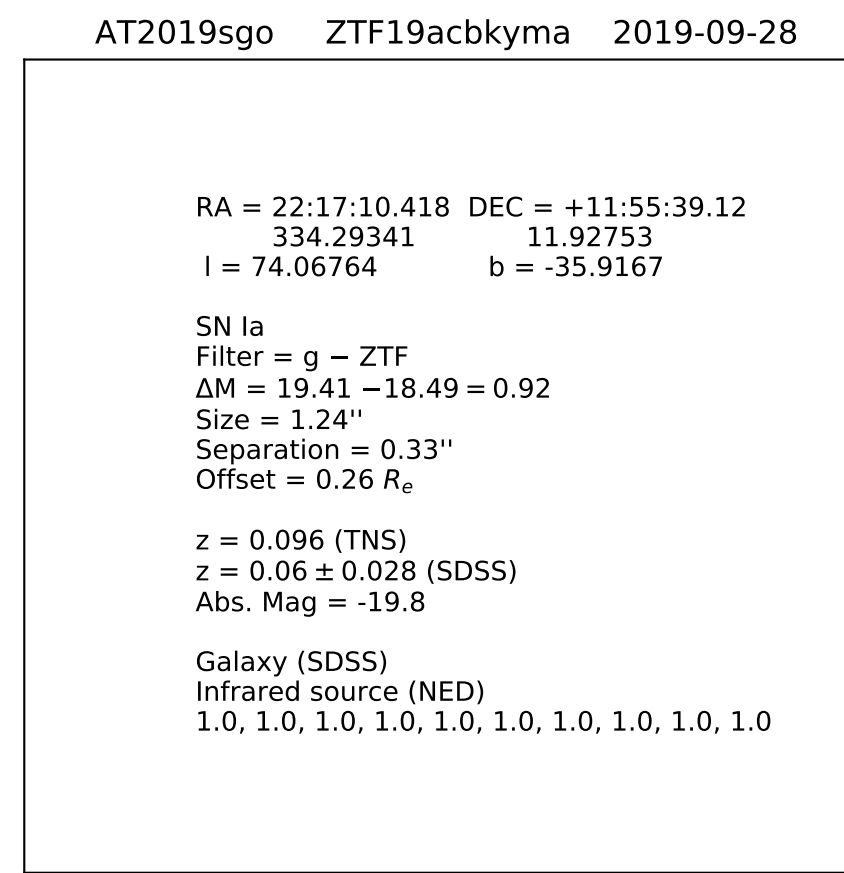 AT2019sgo ZTF19acbkyma 2019-09-28
RA = 22:17:10.418 DEC = +11:55:39.12
334.29341 11.92753
l = 74.06764 b = -35.9167
SN Ia
Filter = g − ZTF
ΔM = 19.41 −18.49 = 0.92
Size = 1.24''
Separation = 0.33''
Offset = 0.26 Rₑ
z = 0.096 (TNS)
z = 0.06 ± 0.028 (SDSS)
Abs. Mag = -19.8
Galaxy (SDSS)
Infrared source (NED)
1.0, 1.0, 1.0, 1.0, 1.0, 1.0, 1.0, 1.0, 1.0, 1.0